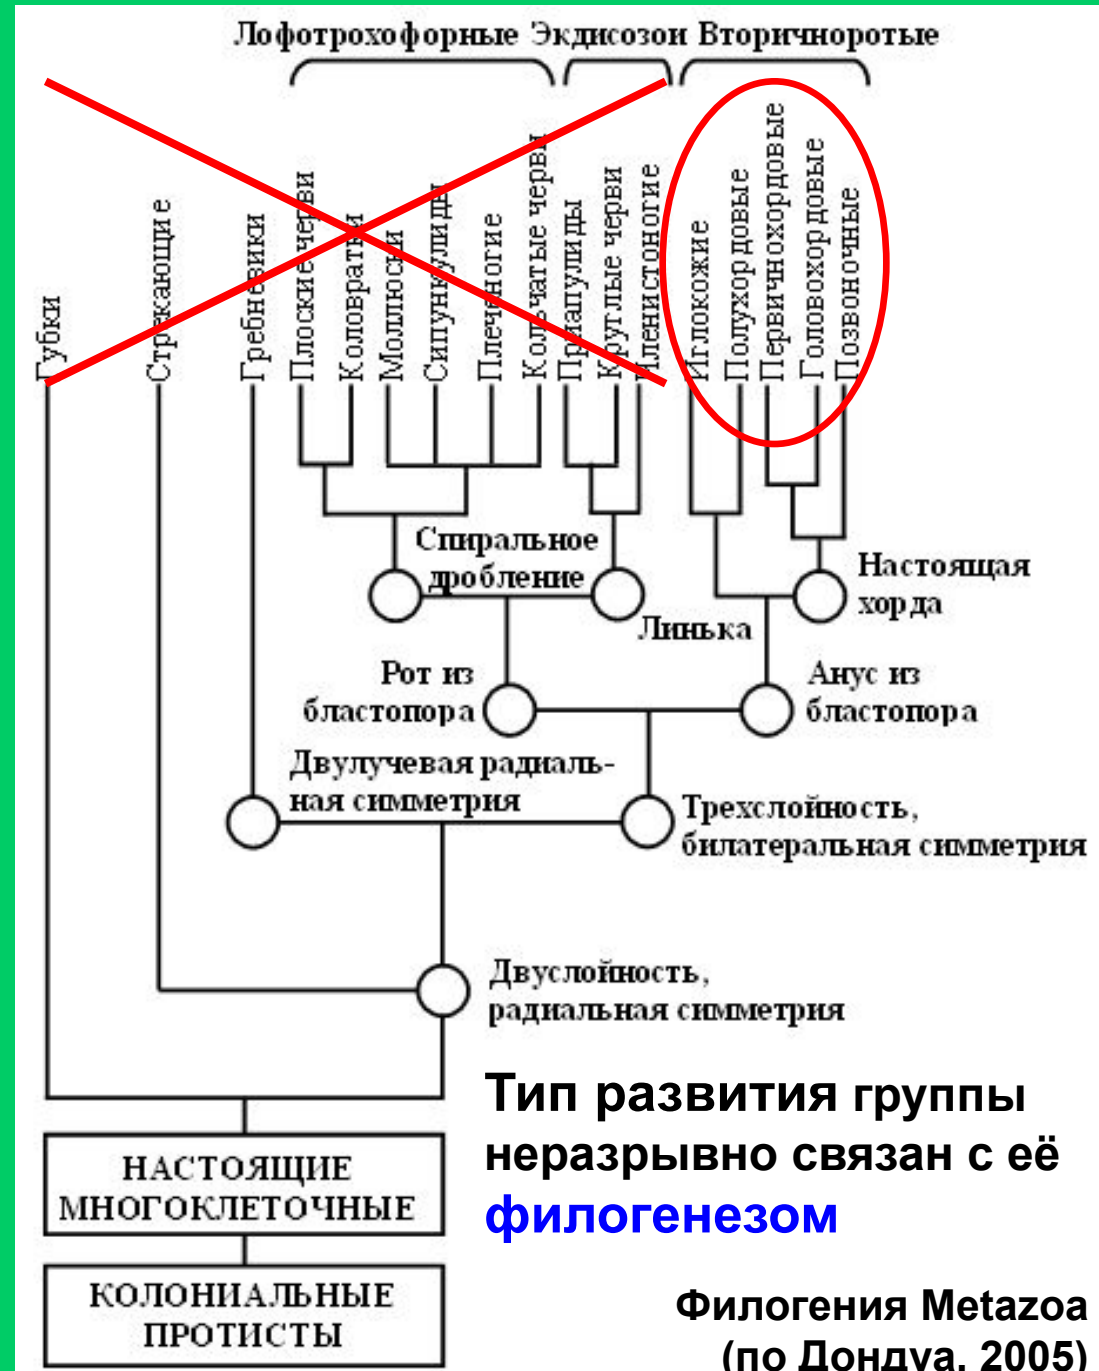 Лофотрохофорные Экдисозои Вторичноротые
Губки
Стрекающие
Гребневики
Плоские черви
Коловратки
Моллюски
Сипункулиды
Плеченогие
Кольчатые черви
Приапулиды
Круглые черви
Членистоногие
Иглокожие
Полухордовые
Первичнохордовые
Головохордовые
Позвоночные
Спиральное
дробление
Линька
Настоящая
хорда
Рот из
бластопора
Анус из
бластопора
Двулучевая радиаль-
ная симметрия
Трехслойность,
билатеральная симметрия
Двуслойность,
радиальная симметрия
НАСТОЯЩИЕ
МНОГОКЛЕТОЧНЫЕ
КОЛОНИАЛЬНЫЕ
ПРОТИСТЫ
Тип развития группы
неразрывно связан с её
филогенезом
Филогения Metazoa
(по Дондуа, 2005)